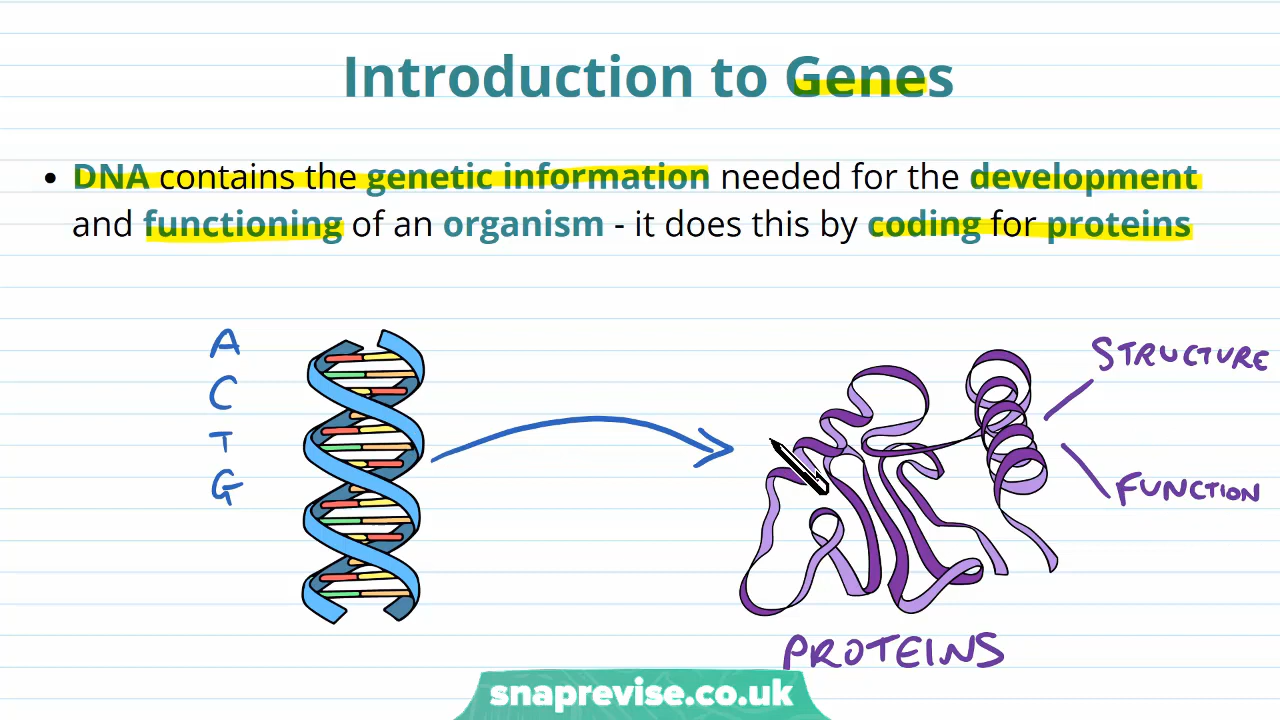 Introduction to Genes
• DNA contains the genetic information needed for the development
and functioning of an organism - it does this by coding for proteins
A
C
T
G
STRUCTURE
FUNCTION
PROTEINS
snaprevise.co.uk